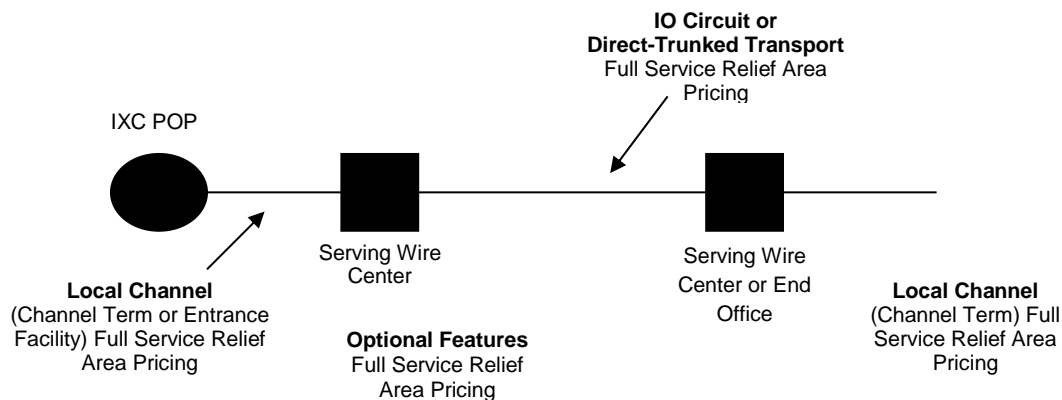 IO Circuit or
Direct-Trunked Transport
Full Service Relief Area
Pricing
IXC POP
Serving Wire
Center
Serving Wire
Center or End
Office
Local Channel
(Channel Term or Entrance
Facility) Full Service Relief
Area Pricing
Optional Features
Full Service Relief
Area Pricing
Local Channel
(Channel Term) Full
Service Relief Area
Pricing